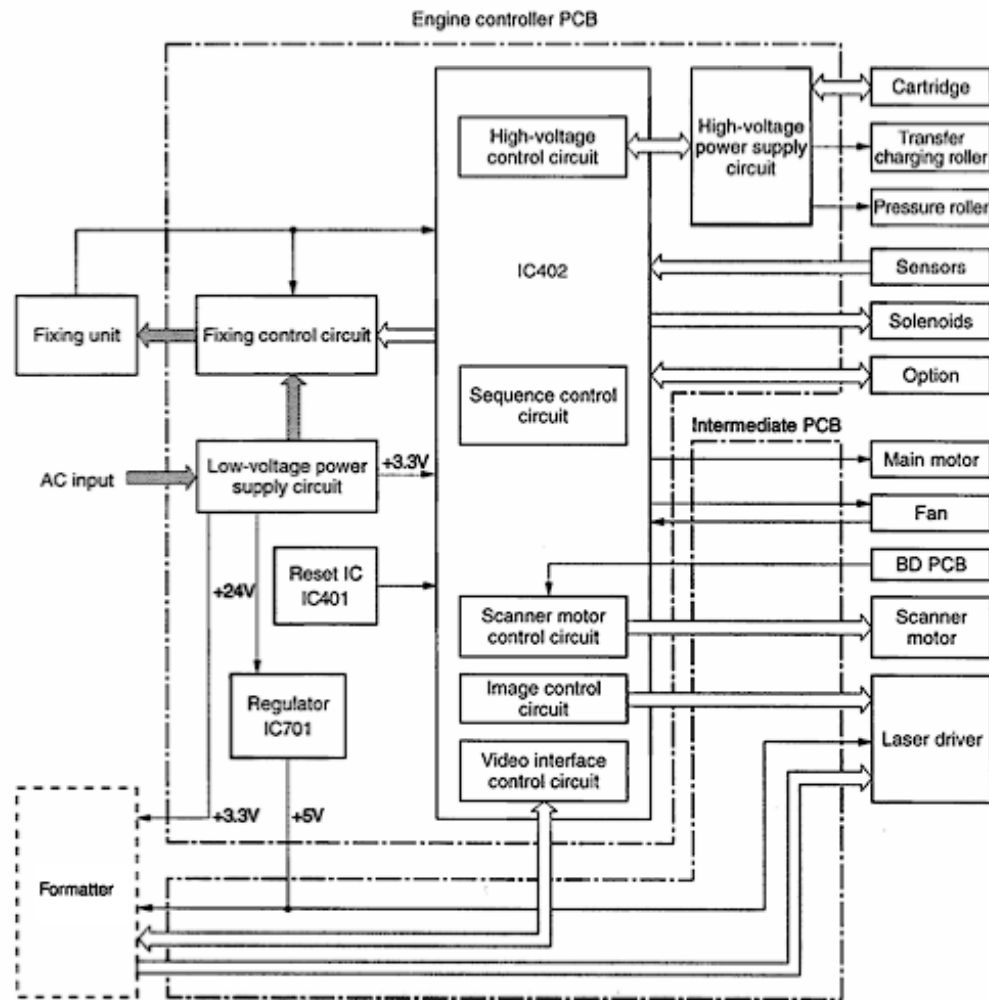 Engine controller PCB
High-voltage
control circuit
High-voltage
power supply
circuit
Cartridge
Transfer
charging roller
Pressure roller
IC402
Sensors
Fixing unit
Fixing control circuit
Solenoids
Sequence control
circuit
Option
Intermediate PCB
AC input
Low-voltage power
supply circuit
+3.3V
Main motor
Fan
+24V
Reset IC
IC401
BD PCB
Scanner motor
control circuit
Scanner
motor
Regulator
IC701
Image control
circuit
Laser driver
Video interface
control circuit
+3.3V
+5V
Formatter